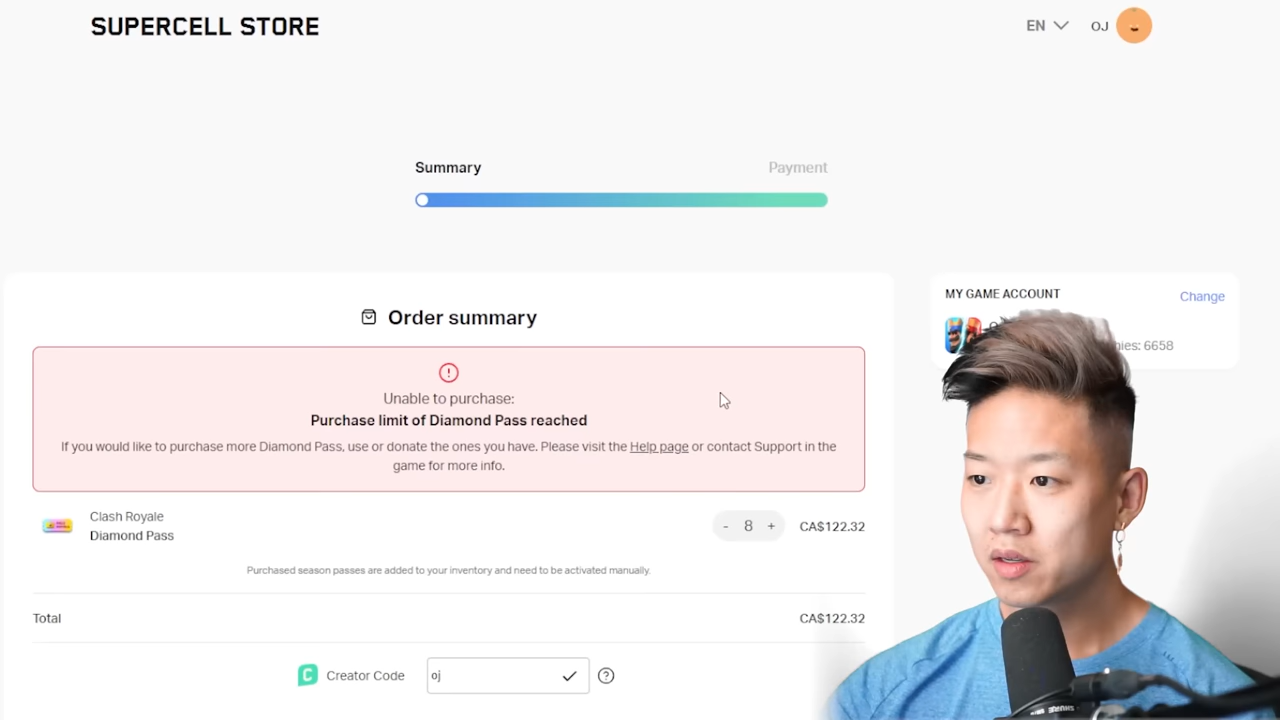 SUPERCELL STORE
EN
OJ
Summary
Payment
Order summary
Unable to purchase:
Purchase limit of Diamond Pass reached
If you would like to purchase more Diamond Pass, use or donate the ones you have. Please visit the Help page or contact Support in the
game for more info.
Clash Royale
Diamond Pass
- 8 +
CA$122.32
Purchased season passes are added to your inventory and need to be activated manually.
Total
CA$122.32
C Creator Code
oj
?
MY GAME ACCOUNT
Change
6658